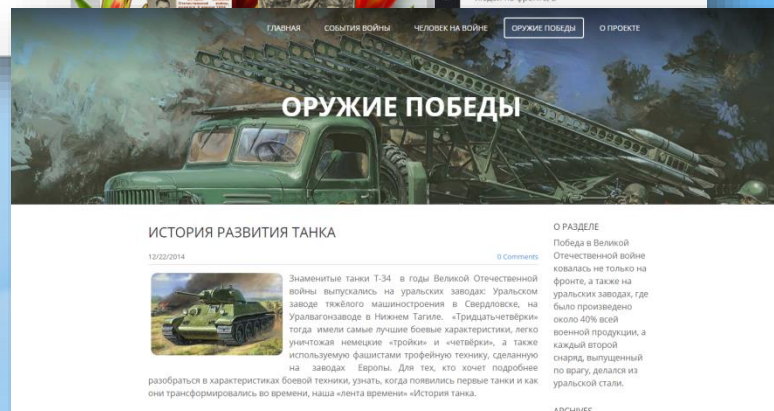 ГЛАВНАЯ СОБЫТИЯ ВОЙНЫ ЧЕЛОВЕК НА ВОЙНЕ ОРУЖИЕ ПОБЕДЫ О ПРОЕКТЕ
ОРУЖИЕ ПОБЕДЫ
ИСТОРИЯ РАЗВИТИЯ ТАНКА
12/22/2014 0 Comments
Знаменитые танки Т-34 в годы Великой Отечественной
войны выпускались на уральских заводах: Уральском
заводе тяжёлого машиностроения в Свердловске, на
Уралвагонзаводе в Нижнем Тагиле. «Тридцатьчетвёрки»
тогда имели самые лучшие боевые характеристики, легко
уничтожая немецкие «тройки» и «четвёрки», а также
используемую фашистами трофейную технику, сделанную
на заводах Европы. Для тех, кто хочет подробнее
разобраться в характеристиках боевой техники, узнать, когда появились первые танки и как
они трансформировались во времени, наша «лента времени» «История танка.
О РАЗДЕЛЕ
Победа в Великой
Отечественной войне
ковалась не только на
фронте, а также на
уральских заводах, где
было произведено
около 40% всей
военной продукции, а
каждый второй
снаряд, выпущенный
по врагу, делался из
уральской стали.
ARCHIVES